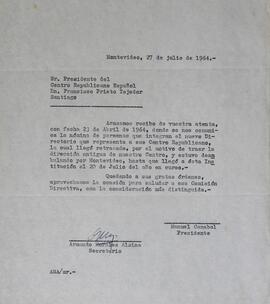 Montevideo, 27 de julio de 1964.-
Sr. Presidente del
Centro Republicano Español
Dn. Francisco Prieto Tejedor
Santiago
Acusamos recibo de vuestra atenta,
con fecha 23 de Abril de 1964, donde se nos comuni-
ca la nómina de personas que integran el nuevo Di-
rectorio que representa a ese Centro Republicano,
la cual llegó retrasada, por el motivo de traer la
dirección antigua de nuestro Centro, y estuvo deam-
bulando por Montevideo, hasta que llegó a ésta Ins-
titución el 20 de Julio del año en curso.
Quedando a sus gratas órdenes,
aprovechamos la ocasión para saludar a esa Comisión
Directiva, con la consideración más distinguida.
Manuel Canabal
Presidente
Armando Alsina
Secretario